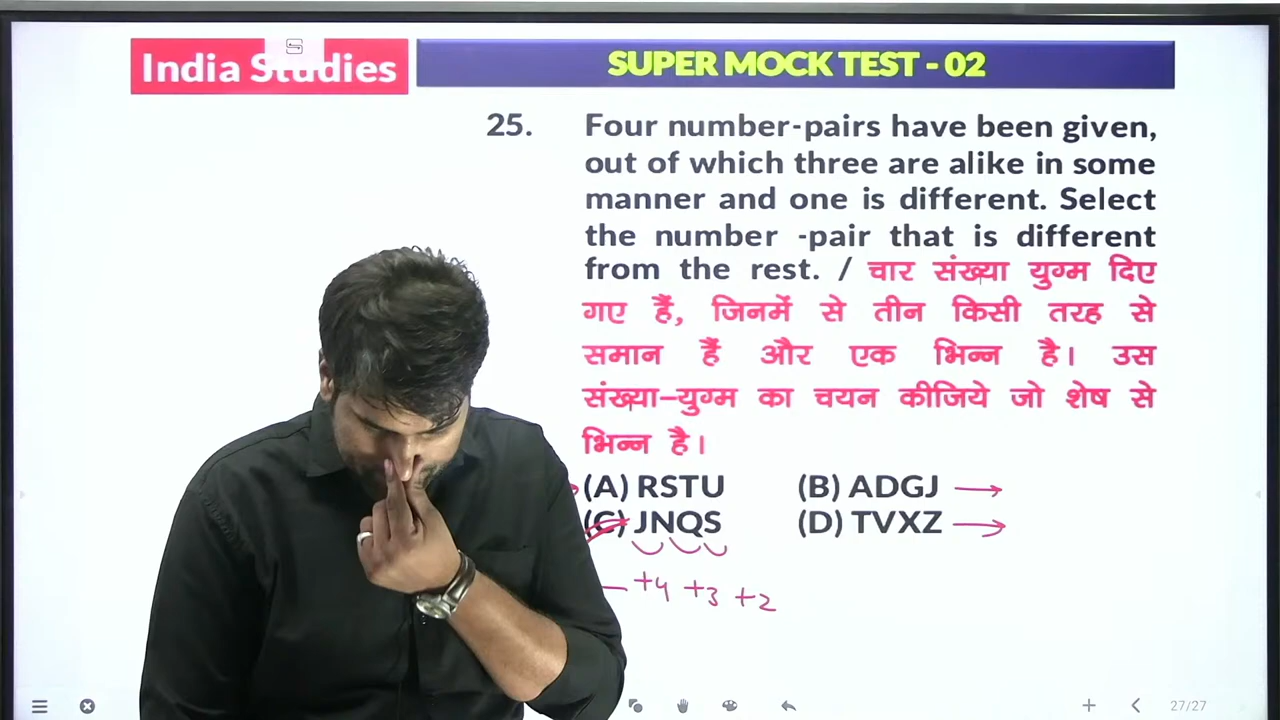 India Studies
SUPER MOCK TEST - 02
25. Four number-pairs have been given,
out of which three are alike in some
manner and one is different. Select
the number -pair that is different
from the rest. / चार संख्या युग्म दिए
गए हैं, जिनमें से तीन किसी तरह से
समान हैं और एक भिन्न है। उस
संख्या-युग्म का चयन कीजिये जो शेष से
भिन्न है।
(A) RSTU (B) ADGJ
(C) JNQS (D) TVXZ
+4 +3 +2
27/27